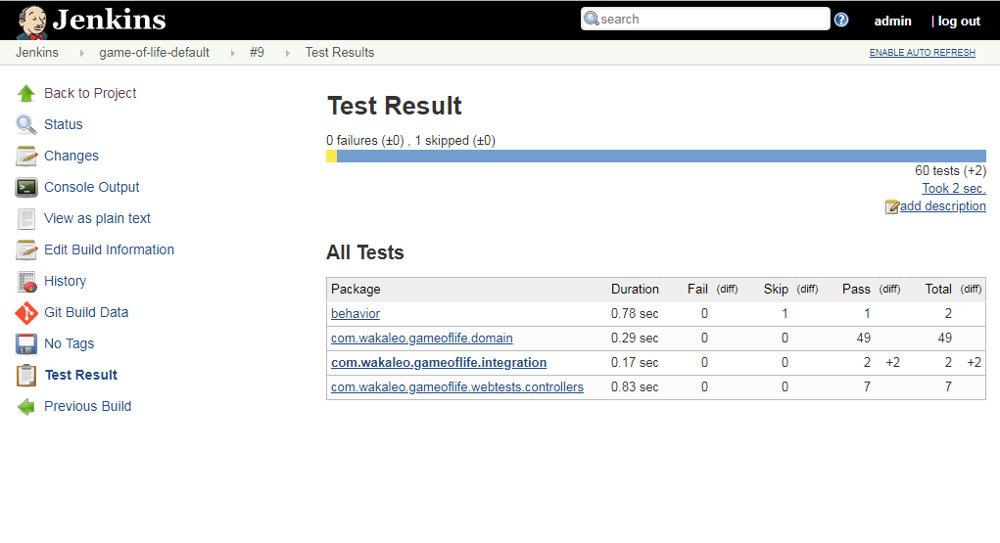 Jenkins
search
? admin | log out
Jenkins game-of-life-default #9 Test Results ENABLE AUTO REFRESH
Back to Project
Status
Changes
Console Output
View as plain text
Edit Build Information
History
Git Build Data
No Tags
Test Result
Previous Build
Test Result
0 failures (±0) , 1 skipped (±0)
60 tests (+2)
Took 2 sec.
add description
All Tests
Package Duration Fail (diff) Skip (diff) Pass (diff) Total (diff)
behavior 0.78 sec 0 1 1 2
com.wakaleo.gameoflife.domain 0.29 sec 0 0 49 49
com.wakaleo.gameoflife.integration 0.17 sec 0 0 2 +2 2 +2
com.wakaleo.gameoflife.webtests.controllers 0.83 sec 0 0 7 7